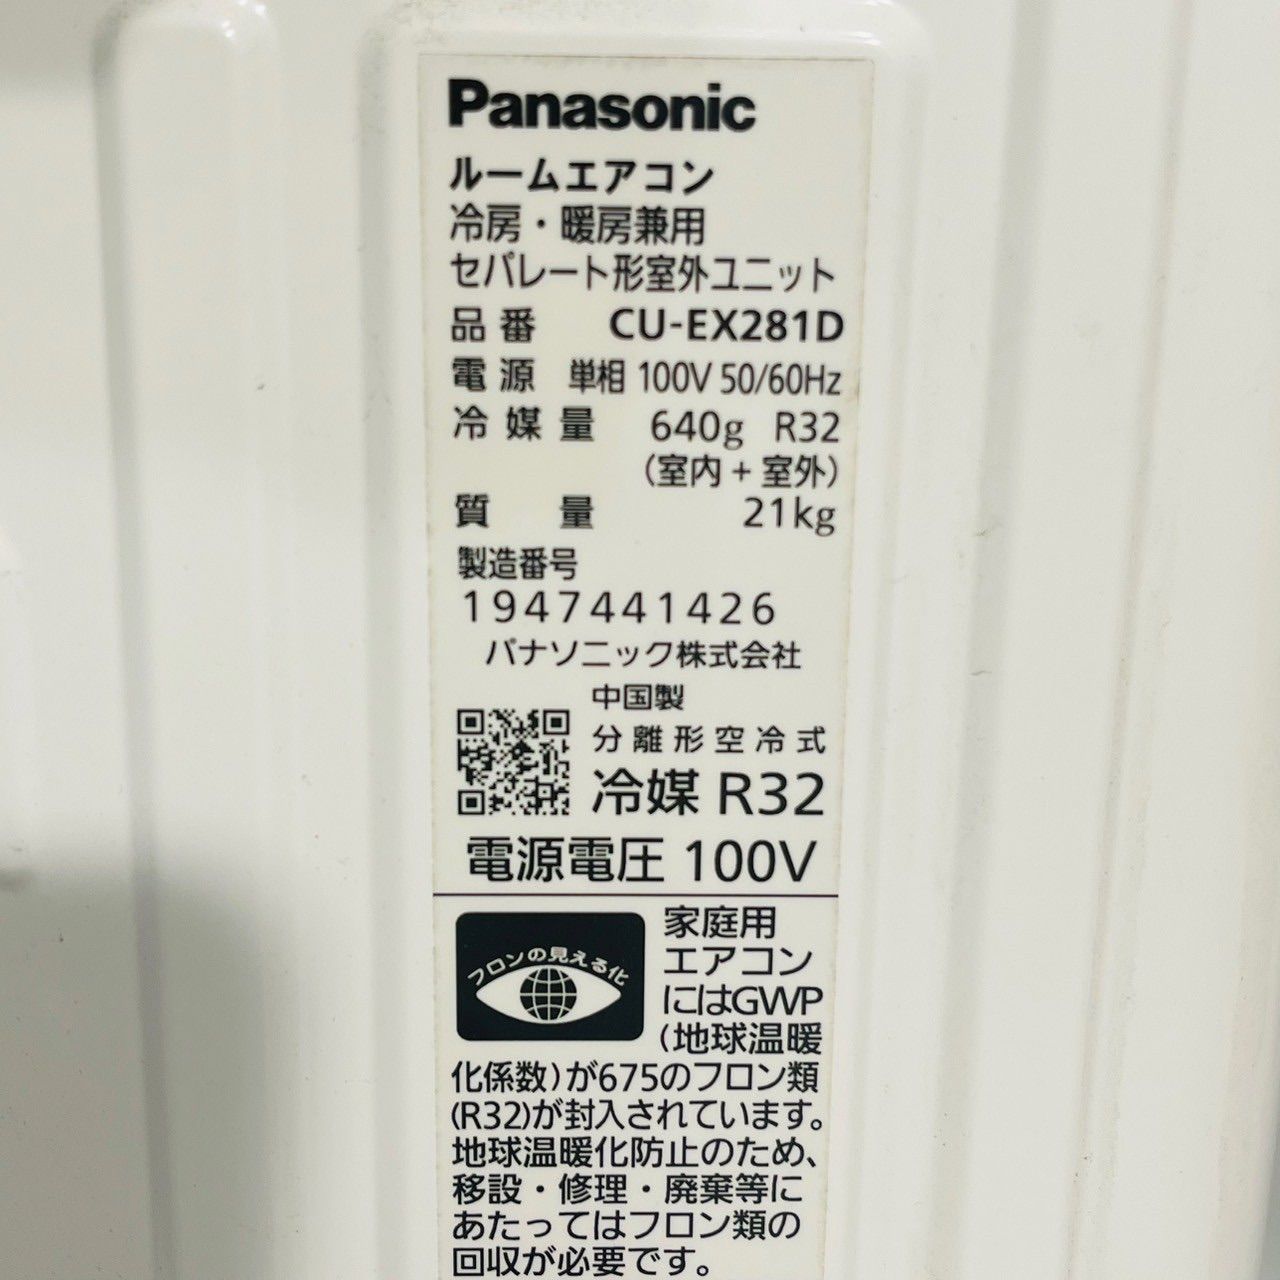 Panasonic
ルームエアコン
冷房・暖房兼用
セパレート形室外ユニット
品番 CU-EX281D
電源 単相 100V 50/60Hz
冷媒量 640g R32
(室内+室外)
質量 21kg
製造番号
1947441426
パナソニック株式会社
中国製
分離形空冷式
冷媒 R32
電源電圧 100V
フロンの見える化
家庭用
エアコン
にはGWP
(地球温暖
化係数)が675のフロン類
(R32)が封入されています。
地球温暖化防止のため、
移設・修理・廃棄等に
あたってはフロン類の
回収が必要です。